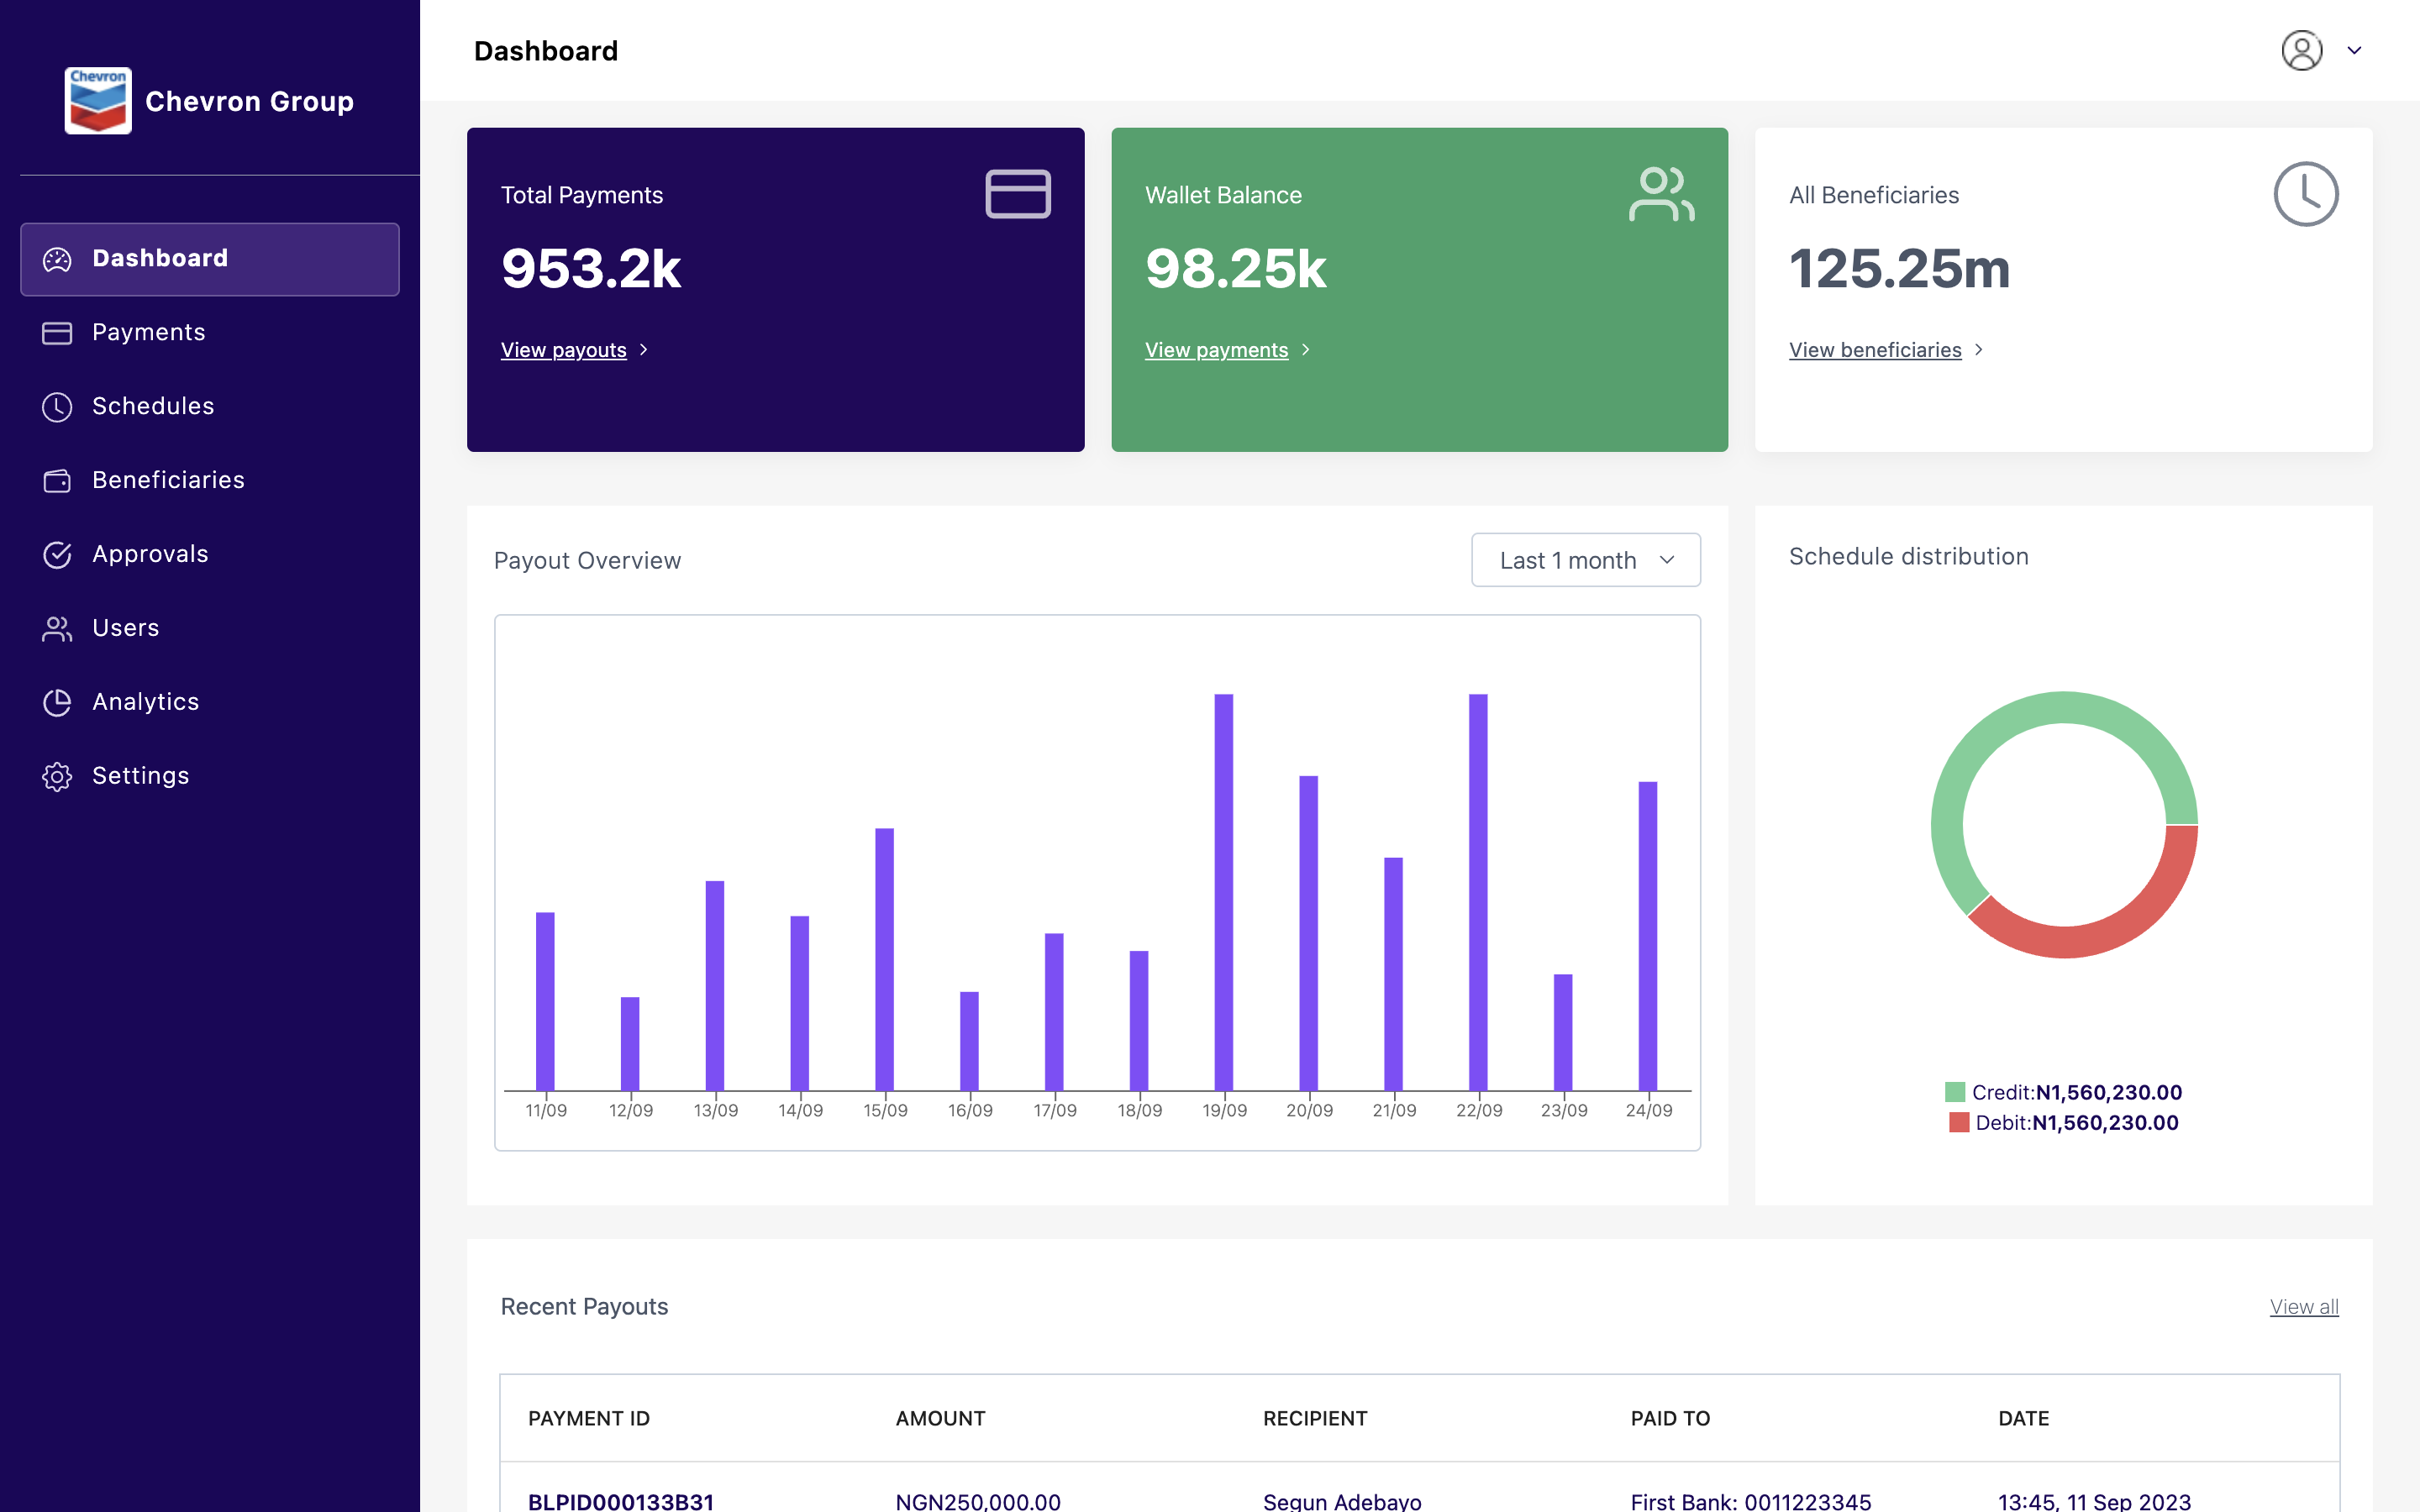 Chevron
Chevron Group
Dashboard
Payments
Schedules
Beneficiaries
Approvals
Users
Analytics
Settings
Dashboard
Total Payments
953.2k
View payouts
Wallet Balance
98.25k
View payments
All Beneficiaries
125.25m
View beneficiaries
Payout Overview
Last 1 month
11/09 12/09 13/09 14/09 15/09 16/09 17/09 18/09 19/09 20/09 21/09 22/09 23/09 24/09
Schedule distribution
Credit:N1,560,230.00
Debit:N1,560,230.00
Recent Payouts
View all
PAYMENT ID AMOUNT RECIPIENT PAID TO DATE
BLPID000133B31 NGN250,000.00 Segun Adebayo First Bank: 0011223345 13:45, 11 Sep 2023